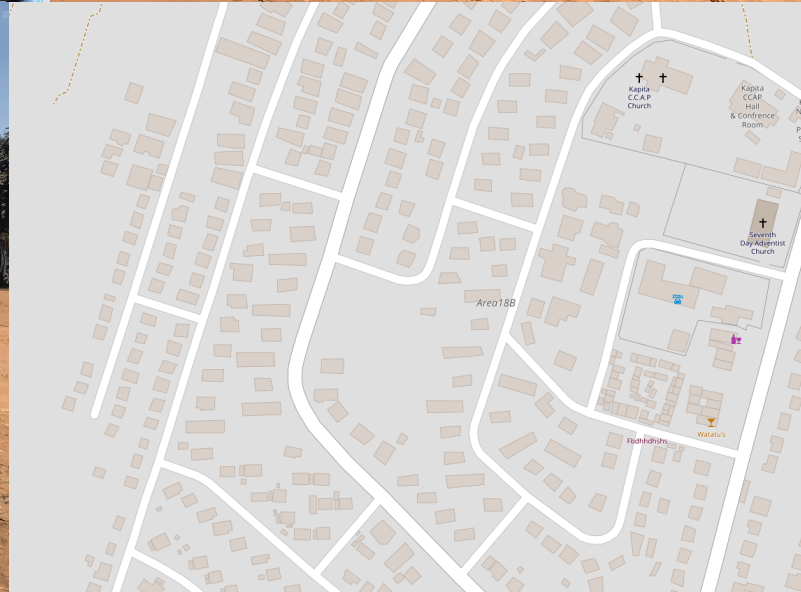 Kapita
C.C.A.P
Church
Kapita
CCAP
Hall
& Confrence
Room
Seventh
Day Adventist
Church
Area18B
Watatu's
Fbdhhdhshs